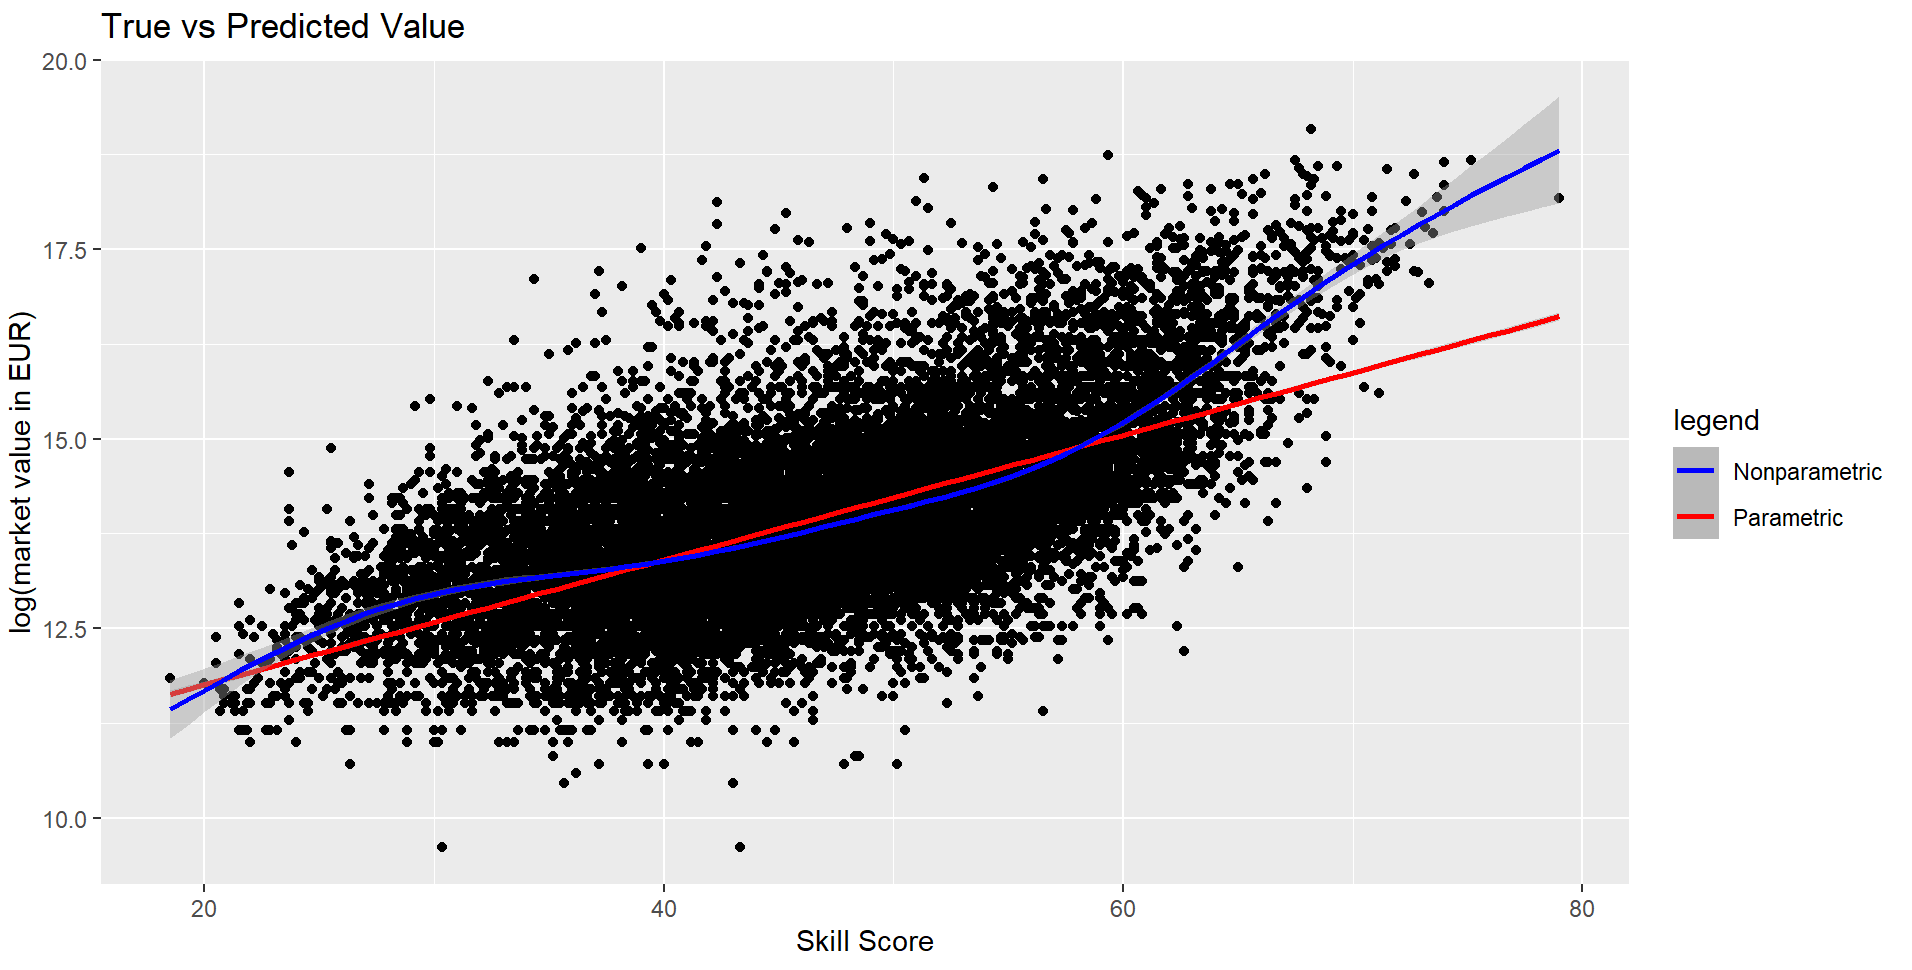 True vs Predicted Value
20.0
17.5
15.0
12.5
10.0
log(market value in EUR)
20
40
60
80
Skill Score
legend
Nonparametric
Parametric